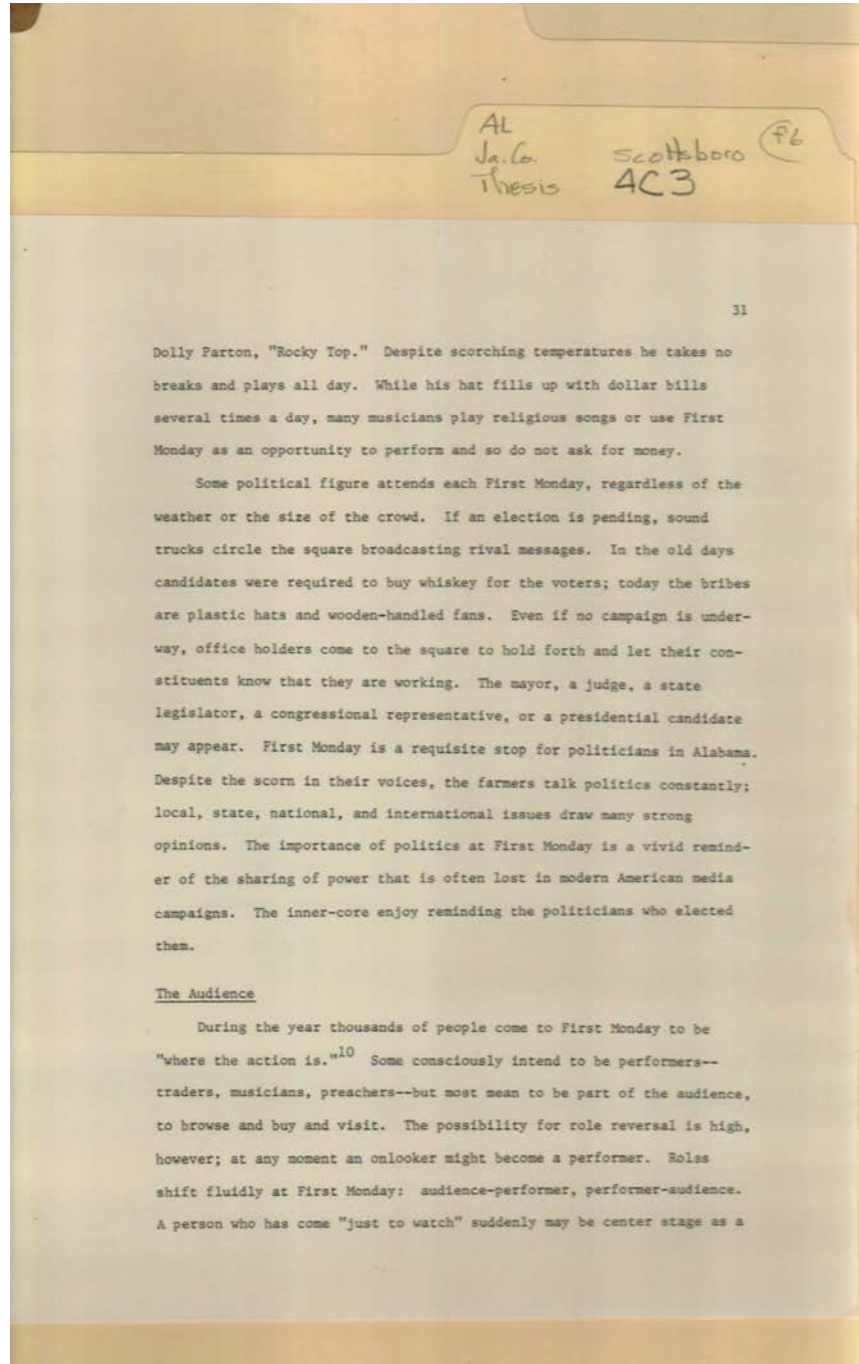 AL
Ja. Co. Scottsboro
Thesis 4C3
31
Dolly Parton, "Rocky Top." Despite scorching temperatures he takes no
breaks and plays all day. While his hat fills up with dollar bills
several times a day, many musicians play religious songs or use First
Monday as an opportunity to perform and so do not ask for money.
Some political figure attends each First Monday, regardless of the
weather or the size of the crowd. If an election is pending, sound
trucks circle the square broadcasting rival messages. In the old days
candidates were required to buy whiskey for the voters; today the bribes
are plastic hats and wooden-handled fans. Even if no campaign is under-
way, office holders come to the square to hold forth and let their con-
stituents know that they are working. The mayor, a judge, a state
legislator, a congressional representative, or a presidential candidate
may appear. First Monday is a requisite stop for politicians in Alabama.
Despite the scorn in their voices, the farmers talk politics constantly;
local, state, national, and international issues draw many strong
opinions. The importance of politics at First Monday is a vivid remind-
er of the sharing of power that is often lost in modern American media
campaigns. The inner-core enjoy reminding the politicians who elected
them.
The Audience
During the year thousands of people come to First Monday to be
"where the action is."10 Some consciously intend to be performers--
traders, musicians, preachers--but most mean to be part of the audience,
to browse and buy and visit. The possibility for role reversal is high,
however; at any moment an onlooker might become a performer. Rolas
shift fluidly at First Monday: audience-performer, performer-audience.
A person who has come "just to watch" suddenly may be center stage as a